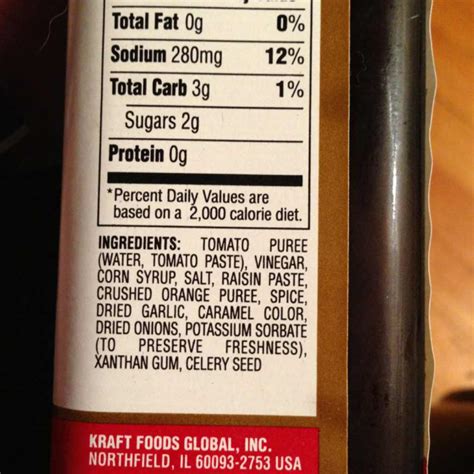 Total Fat 0g 0%
Sodium 280mg 12%
Total Carb 3g 1%
Sugars 2g
Protein 0g
*Percent Daily Values are
based on a 2,000 calorie diet.
INGREDIENTS: TOMATO PUREE
(WATER, TOMATO PASTE), VINEGAR,
CORN SYRUP, SALT, RAISIN PASTE,
CRUSHED ORANGE PUREE, SPICE,
DRIED GARLIC, CARAMEL COLOR,
DRIED ONIONS, POTASSIUM SORBATE
(TO PRESERVE FRESHNESS),
XANTHAN GUM, CELERY SEED
KRAFT FOODS GLOBAL, INC.
NORTHFIELD, IL 60093-2753 USA